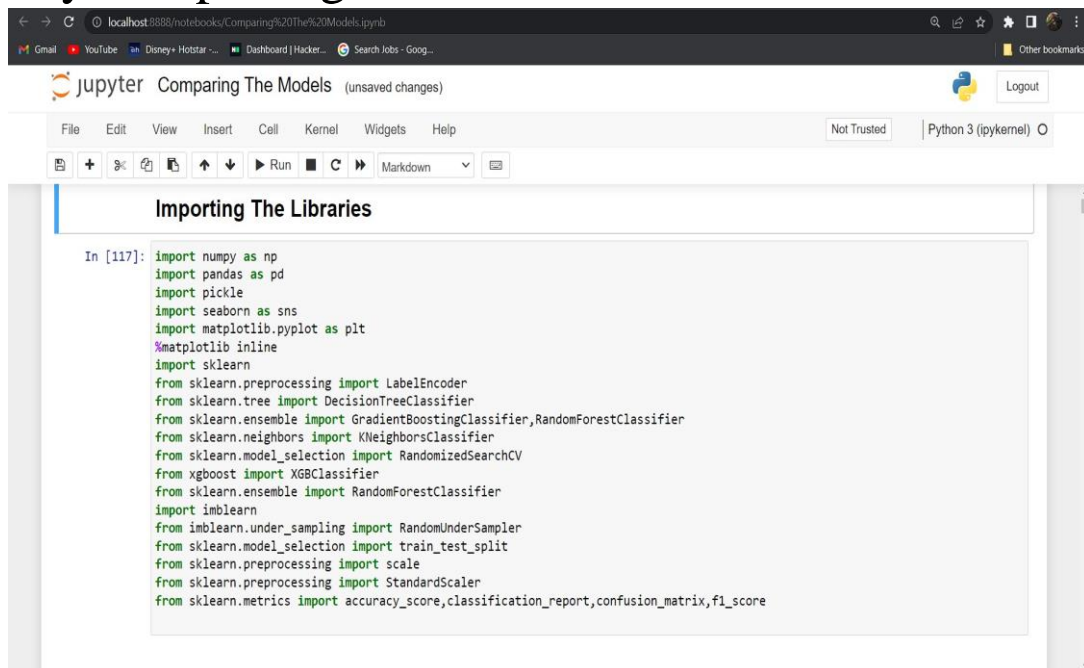 localhost:8888/notebooks/Comparing%20The%20Models.ipynb
Gmail YouTube Disney+ Hotstar -... Dashboard | Hacker... Search Jobs - Goog... Other bookmarks
jupyter Comparing The Models (unsaved changes) Logout
File Edit View Insert Cell Kernel Widgets Help Not Trusted Python 3 (ipykernel)
Run Markdown
Importing The Libraries
In [117]: import numpy as np
import pandas as pd
import pickle
import seaborn as sns
import matplotlib.pyplot as plt
%matplotlib inline
import sklearn
from sklearn.preprocessing import LabelEncoder
from sklearn.tree import DecisionTreeClassifier
from sklearn.ensemble import GradientBoostingClassifier,RandomForestClassifier
from sklearn.neighbors import KNeighborsClassifier
from sklearn.model_selection import RandomizedSearchCV
from xgboost import XGBClassifier
from sklearn.ensemble import RandomForestClassifier
import imblearn
from imblearn.under_sampling import RandomUnderSampler
from sklearn.model_selection import train_test_split
from sklearn.preprocessing import scale
from sklearn.preprocessing import StandardScaler
from sklearn.metrics import accuracy_score,classification_report,confusion_matrix,f1_score